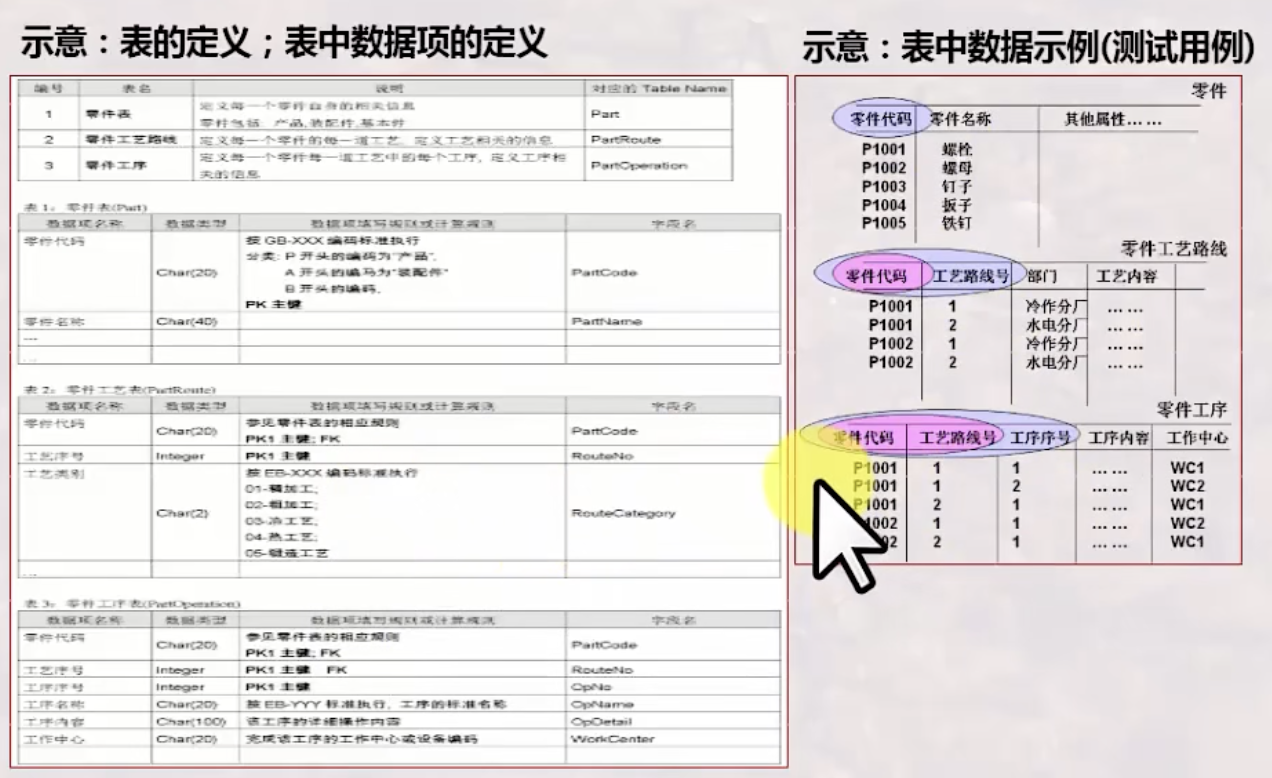 示意：表的定义；表中数据项的定义
编号 表名 说明 对应的 Table Name
1 零件表 定义每一个零件自身的相关信息
零件包括: 产品,装配件,基本件 Part
2 零件工艺路线 定义每一个零件的每一道工艺, 定义工艺相关的信息 PartRoute
3 零件工序 定义每一个零件每一道工艺中的每个工序, 定义工序相
关的信息 PartOperation
表 1: 零件表(Part)
数据项名称 数据类型 数据项填写规则或计算规则 字段名
零件代码 Char(20) 按 GB-XXX 编码标准执行 PartCode
分类: P 开头的编码为"产品",
A 开头的编马为"装配件"
B 开头的编码,
PK 主键
零件名称 Char(40) PartName
...
...
表 2: 零件工艺表(PartRoute)
数据项名称 数据类型 数据项填写规则或计算规则 字段名
零件代码 Char(20) 参见零件表的相应规则 PartCode
PK1 主键; FK
工艺序号 Integer PK1 主键 RouteNo
工艺类别 Char(2) 按 EB-XXX 编码标准执行 RouteCategory
01-精加工;
02-粗加工;
03-冷工艺;
04-热工艺;
05-锻造工艺
...
表 3: 零件工序表(PartOperation)
数据项名称 数据类型 数据项填写规则或计算规则 字段名
零件代码 Char(20) 参见零件表的相应规则 PartCode
PK1 主键; FK
工艺序号 Integer PK1 主键 FK RouteNo
工序序号 Integer PK1 主键 OpNo
工序名称 Char(20) 按 EB-YYY 标准执行, 工序的标准名称 OpName
工序内容 Char(100) 该工序的详细操作内容 OpDetail
工作中心 Char(20) 完成该工序的工作中心或设备编码 WorkCenter
示意：表中数据示例(测试用例)
零件
零件代码 零件名称 其他属性... ...
P1001 螺栓
P1002 螺母
P1003 钉子
P1004 扳子
P1005 铁钉
零件工艺路线
零件代码 工艺路线号 部门 工艺内容
P1001 1 冷作分厂 ... ...
P1001 2 水电分厂 ... ...
P1002 1 冷作分厂 ... ...
P1002 2 水电分厂 ... ...
零件工序
零件代码 工艺路线号 工序序号 工序内容 工作中心
P1001 1 1 ... ... WC1
P1001 1 2 ... ... WC2
P1001 2 1 ... ... WC1
1002 1 1 ... ... WC2
02 2 1 ... ... WC1